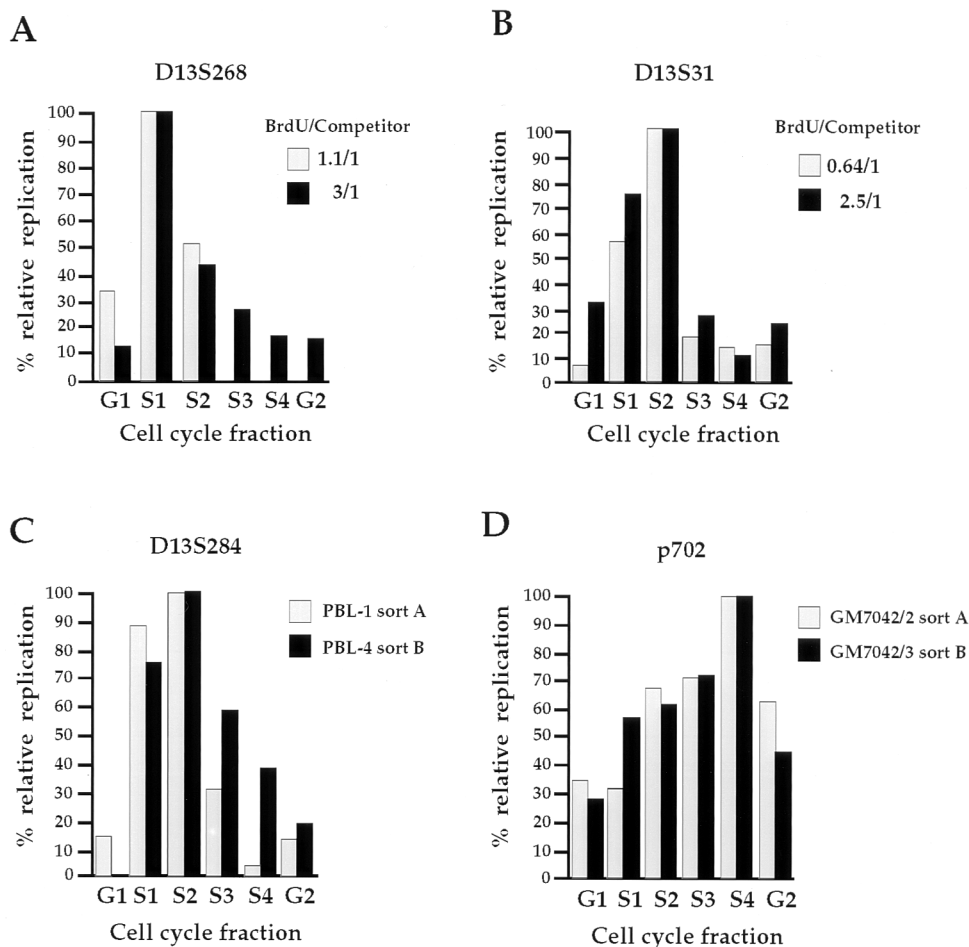 A
D13S268
% relative replication
100
90
80
70
60
50
40
30
20
10
0
BrdU/Competitor
1.1/1
3/1
G1 S1 S2 S3 S4 G2
Cell cycle fraction
B
D13S31
% relative replication
100
90
80
70
60
50
40
30
20
10
0
BrdU/Competitor
0.64/1
2.5/1
G1 S1 S2 S3 S4 G2
Cell cycle fraction
C
D13S284
% relative replication
100
90
80
70
60
50
40
30
20
10
0
PBL-1 sort A
PBL-4 sort B
G1 S1 S2 S3 S4 G2
Cell cycle fraction
D
p702
% relative replication
100
90
80
70
60
50
40
30
20
10
0
GM7042/2 sort A
GM7042/3 sort B
G1 S1 S2 S3 S4 G2
Cell cycle fraction